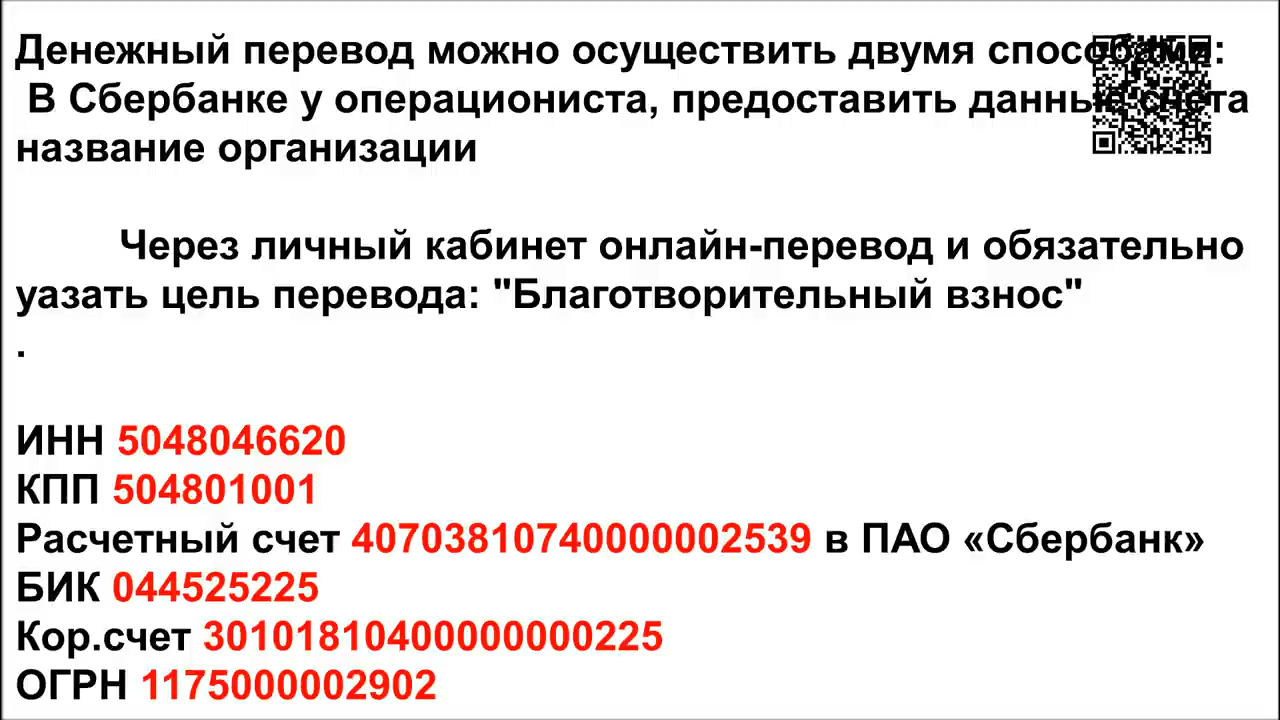 Денежный перевод можно осуществить двумя способами:
В Сбербанке у операциониста, предоставить данные счета
название организации
Через личный кабинет онлайн-перевод и обязательно
уазать цель перевода: "Благотворительный взнос"
.
ИНН 5048046620
КПП 504801001
Расчетный счет 40703810740000002539 в ПАО «Сбербанк»
БИК 044525225
Кор.счет 30101810400000000225
ОГРН 1175000002902